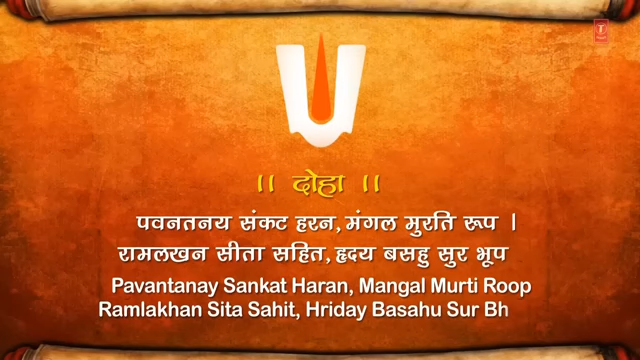 ।। दोहा ।।
पवनतनय संकट हरन, मंगल मुरति रूप ।
रामलखन सीता सहित, हृदय बसहु सुर भूप
Pavantanay Sankat Haran, Mangal Murti Roop
Ramlakhan Sita Sahit, Hriday Basahu Sur Bh